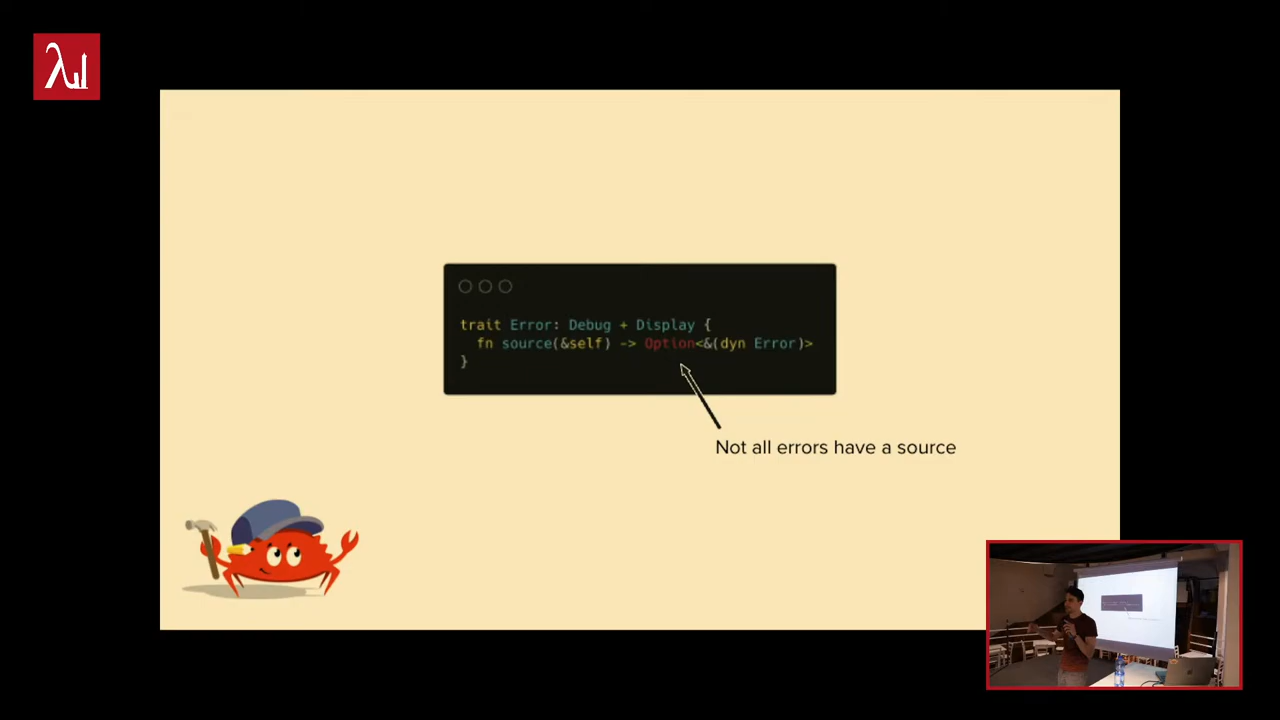 trait Error: Debug + Display {
fn source(&self) -> Option<&(dyn Error)>
}
Not all errors have a source